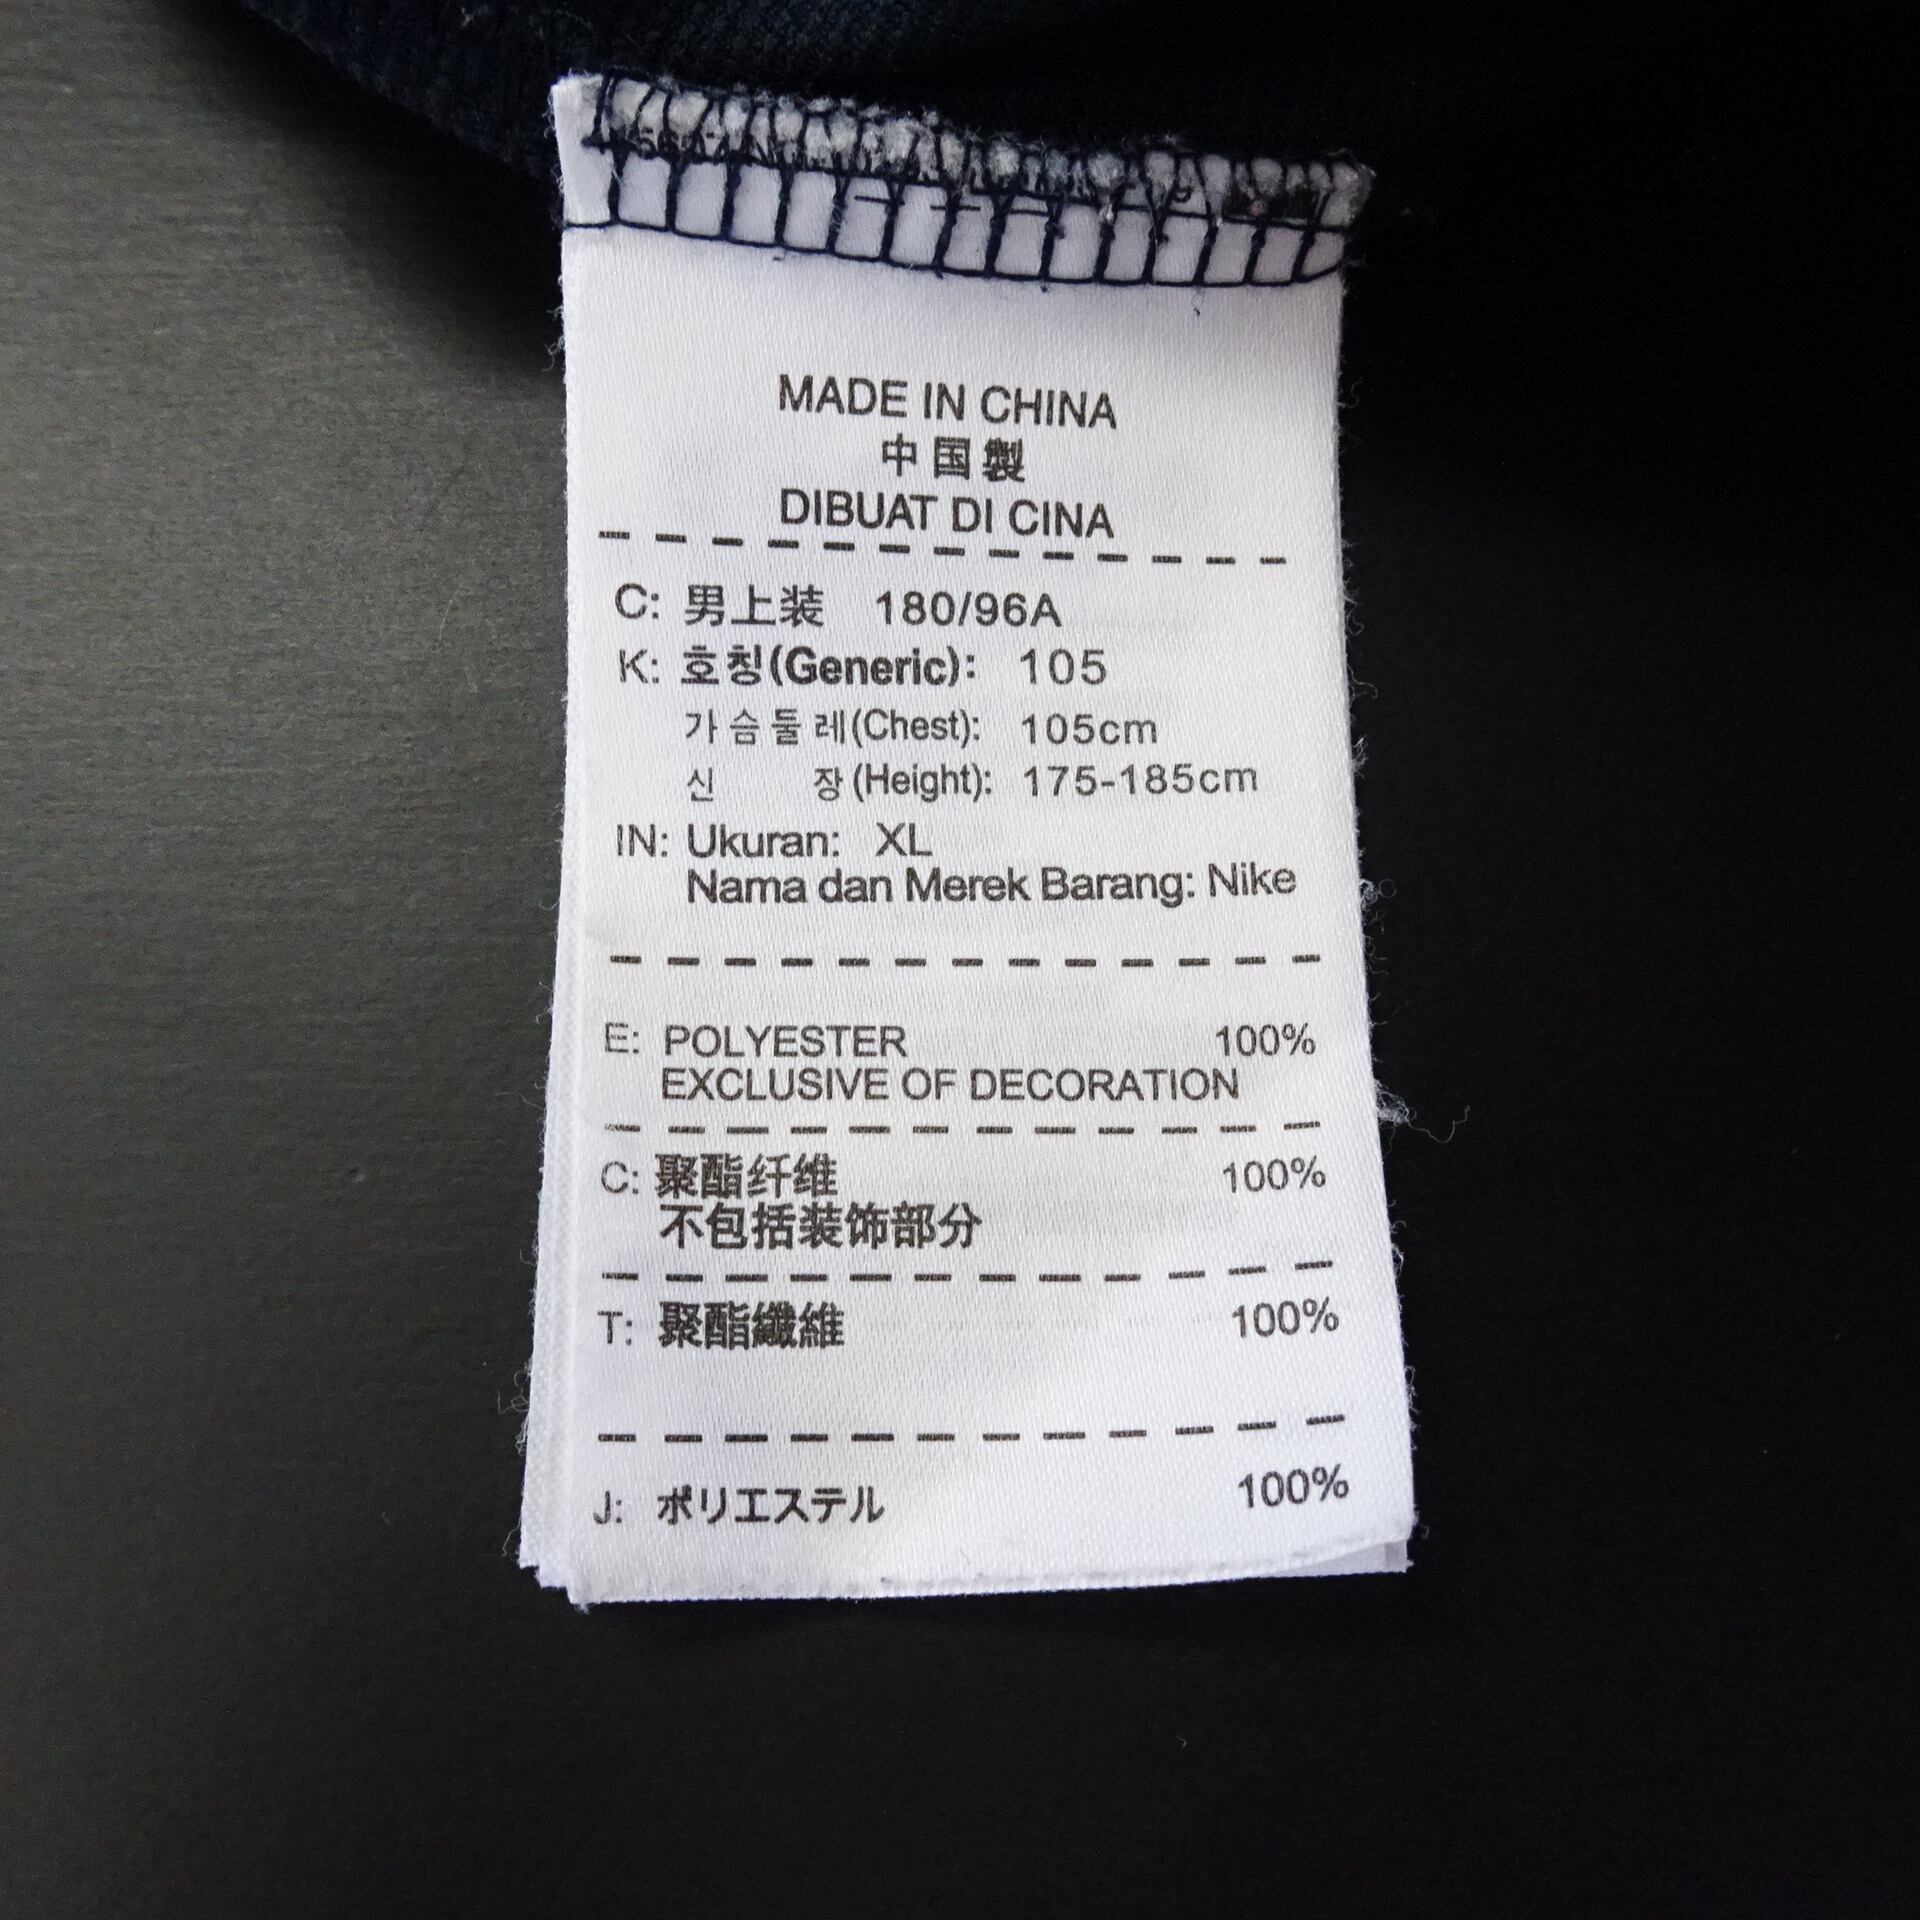 MADE IN CHINA
中国製
DIBUAT DI CINA
C: 男上装 180/96A
K: 호칭(Generic): 105
가슴둘레(Chest): 105cm
신 장(Height): 175-185cm
IN: Ukuran: XL
Nama dan Merek Barang: Nike
E: POLYESTER 100%
EXCLUSIVE OF DECORATION
C: 聚酯纤维 100%
不包括装饰部分
T: 聚酯纖維 100%
J: ポリエステル 100%